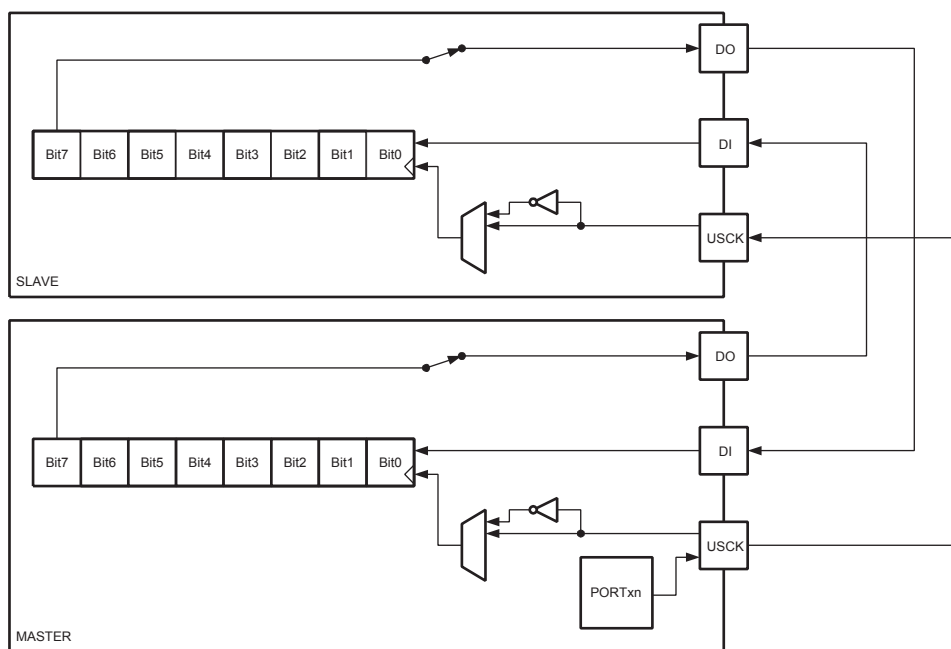 DO
Bit7 Bit6 Bit5 Bit4 Bit3 Bit2 Bit1 Bit0
DI
USCK
SLAVE
DO
Bit7 Bit6 Bit5 Bit4 Bit3 Bit2 Bit1 Bit0
DI
USCK
PORTxn
MASTER